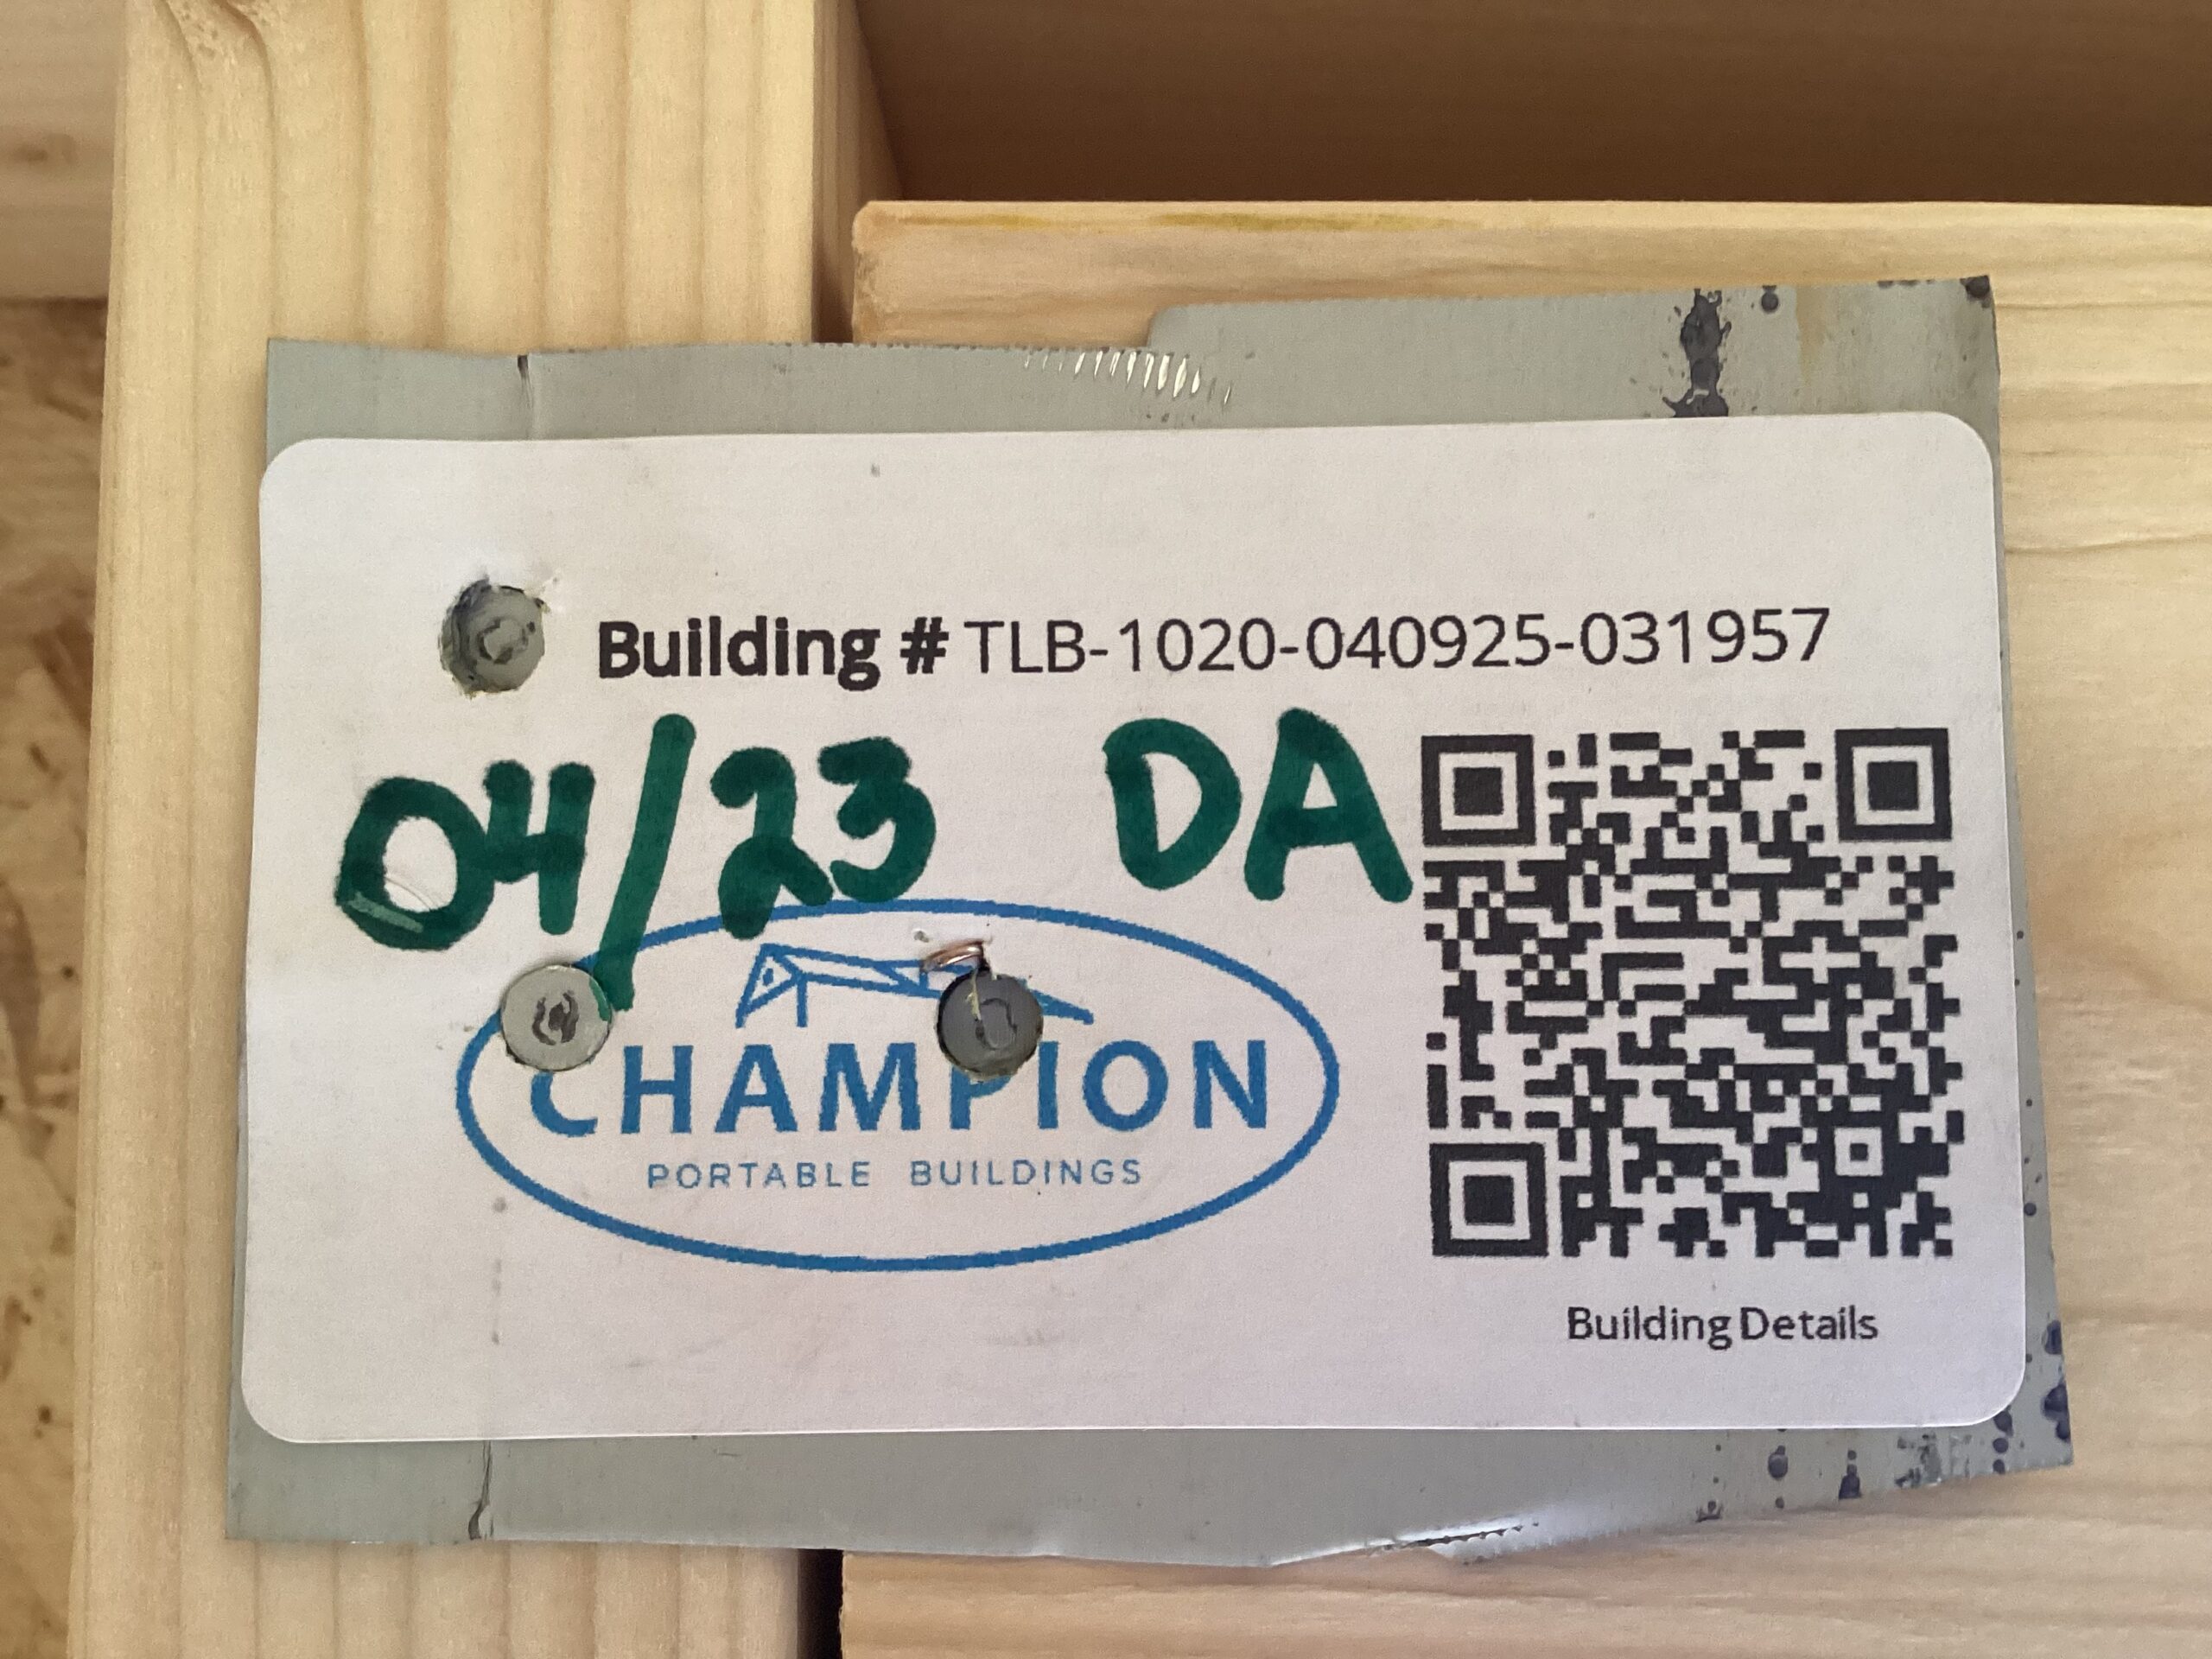 Building # TLB-1020-040925-031957
04/23 DA
CHAMPION
PORTABLE BUILDINGS
Building Details